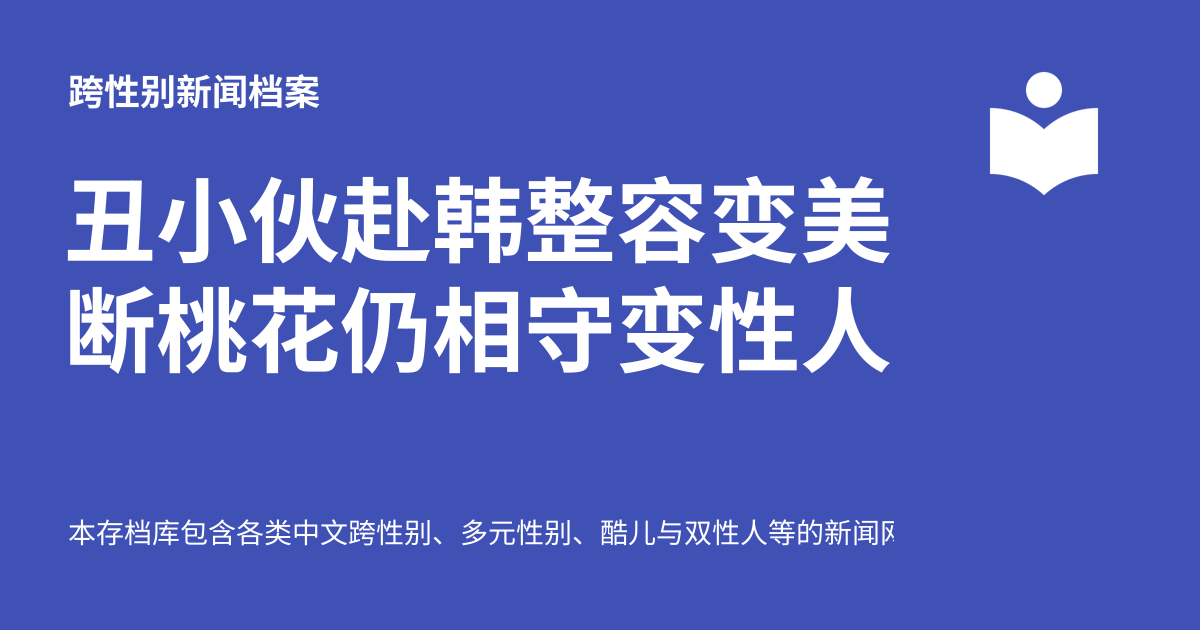 跨性别新闻档案
丑小伙赴韩整容变美
断桃花仍相守变性人
本存档库包含各类中文跨性别、多元性别、酷儿与双性人等的新闻